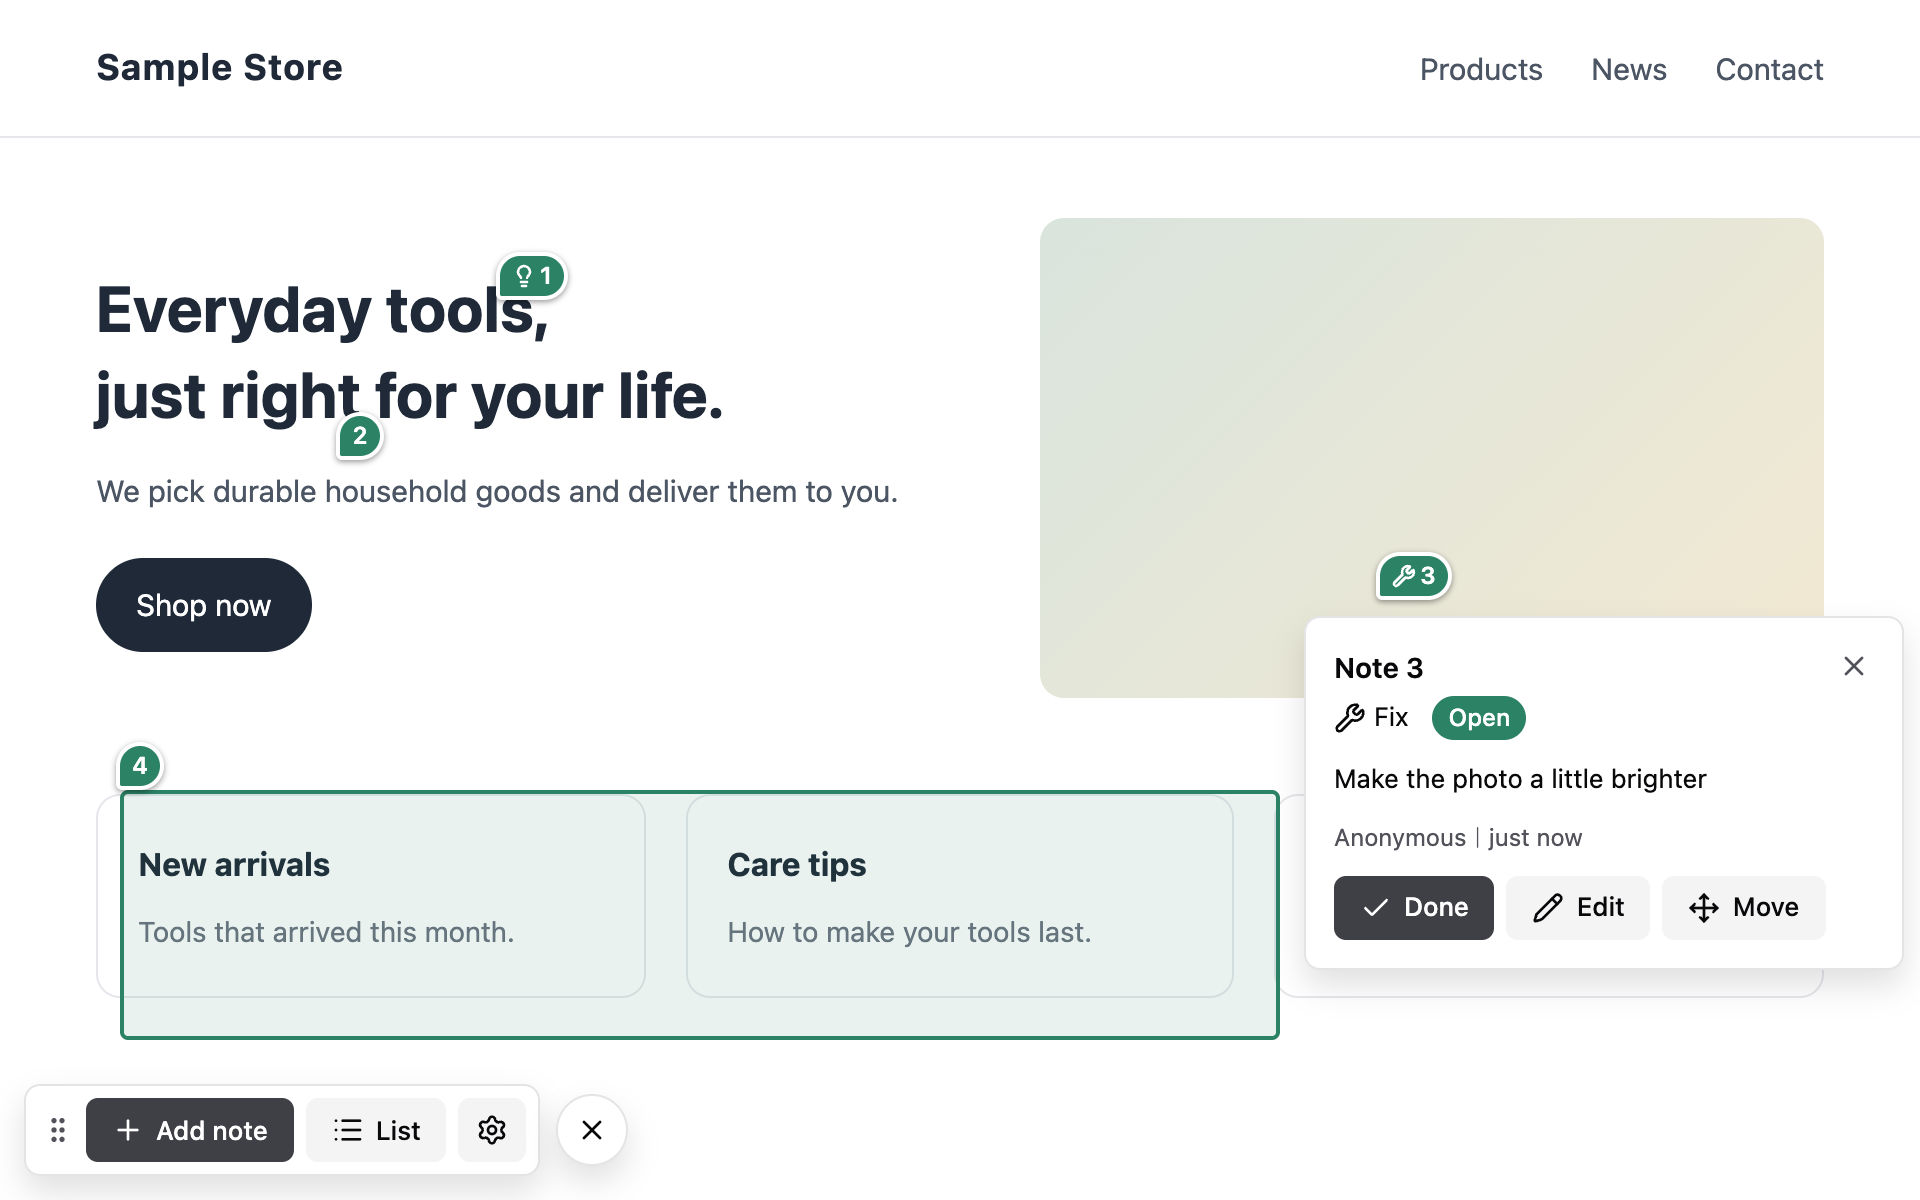 Sample Store
Products News Contact
1
Everyday tools,
just right for your life.
2
We pick durable household goods and deliver them to you.
Shop now
3
Note 3
Fix Open
Make the photo a little brighter
Anonymous | just now
Done Edit Move
4
New arrivals
Tools that arrived this month.
Care tips
How to make your tools last.
Add note List